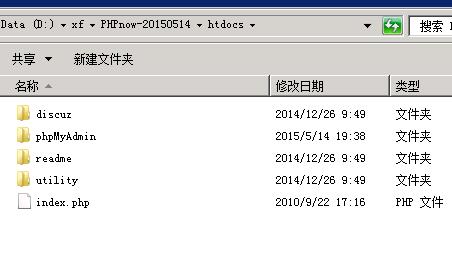 Data (D:) ▸ xf ▸ PHPnow-20150514 ▸ htdocs ▸ 搜索
共享 新建文件夹
名称 修改日期 类型
discuz 2014/12/26 9:49 文件夹
phpMyAdmin 2015/5/14 19:38 文件夹
readme 2014/12/26 9:49 文件夹
utility 2014/12/26 9:49 文件夹
index.php 2010/9/22 17:16 PHP 文件